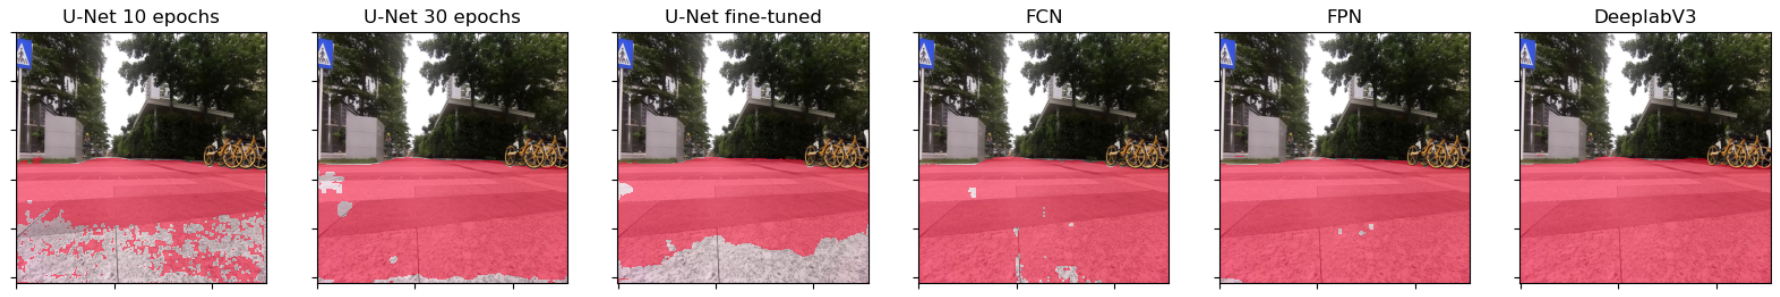 U-Net 10 epochs
U-Net 30 epochs
U-Net fine-tuned
FCN
FPN
DeeplabV3